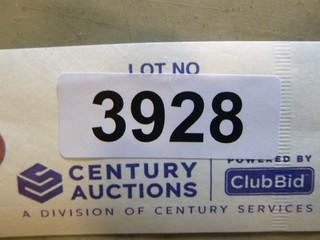 LOT NO
3928
CENTURY
AUCTIONS
POWERED BY
ClubBid
A DIVISION OF CENTURY SERVICES